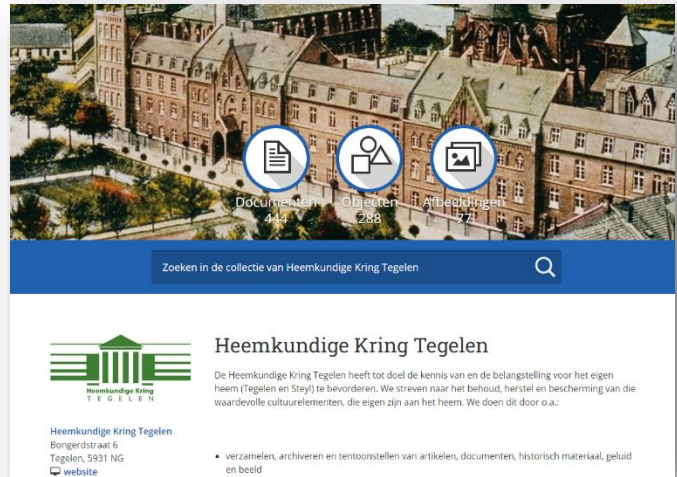 Documenten
444
Objecten
288
Afbeeldingen
77
Zoeken in de collectie van Heemkundige Kring Tegelen
Heemkundige Kring
TEGELEN
Heemkundige Kring Tegelen
Bongerdstraat 6
Tegelen, 5931 NG
website
Heemkundige Kring Tegelen
De Heemkundige Kring Tegelen heeft tot doel de kennis van en de belangstelling voor het eigen
heem (Tegelen en Steyl) te bevorderen. We streven naar het behoud, herstel en bescherming van die
waardevolle cultuurelementen, die eigen zijn aan het heem. We doen dit door o.a.:
• verzamelen, archiveren en tentoonstellen van artikelen, documenten, historisch materiaal, geluid
en beeld